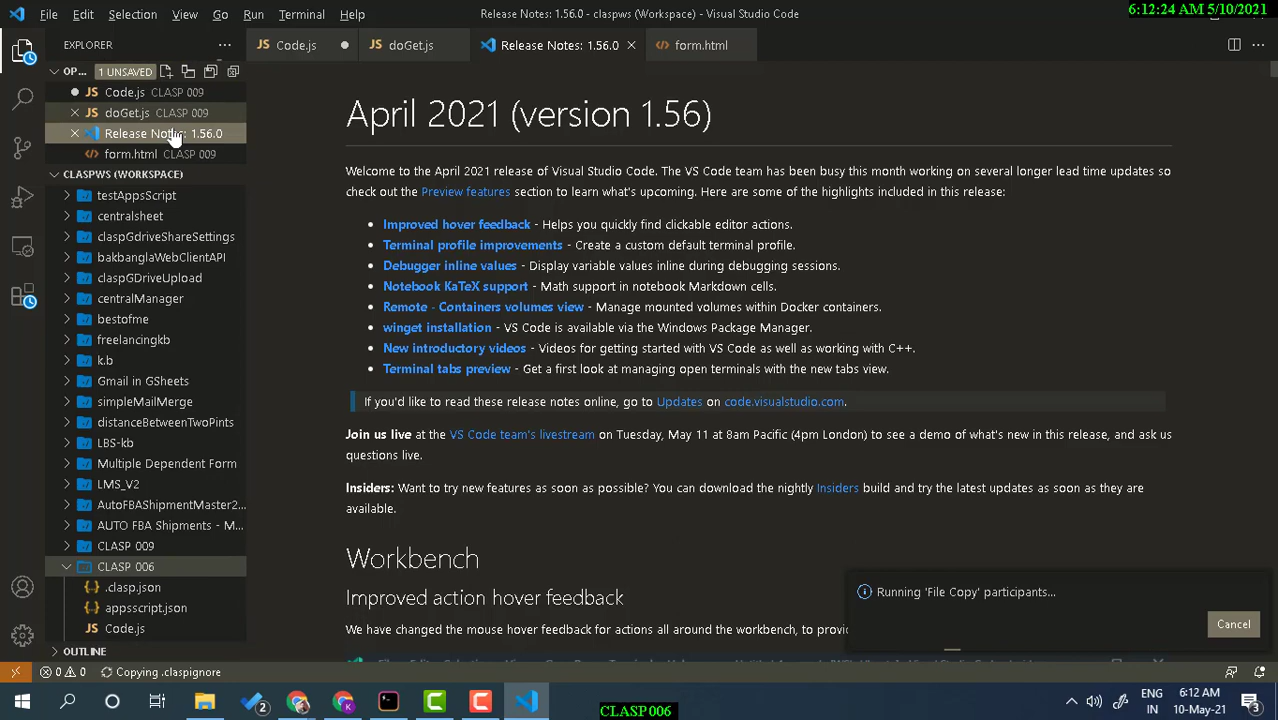 File Edit Selection View Go Run Terminal Help
Release Notes: 1.56.0 - claspws (Workspace) - Visual Studio Code
6:12:24 AM 5/10/2021
EXPLORER
JS Code.js
JS doGet.js
Release Notes: 1.56.0
form.html
OP... 1 UNSAVED
Code.js CLASP 009
doGet.js CLASP 009
Release Notes: 1.56.0
form.html CLASP 009
CLASPWS (WORKSPACE)
testAppsScript
centralsheet
claspGdriveShareSettings
bakbanglaWebClientAPI
claspGDriveUpload
centralManager
bestofme
freelancingkb
k.b
Gmail in GSheets
simpleMailMerge
distanceBetweenTwoPints
LBS-kb
Multiple Dependent Form
LMS_V2
AutoFBAShipmentMaster2...
AUTO FBA Shipments - M...
CLASP 009
CLASP 006
.clasp.json
appsscript.json
JS Code.js
OUTLINE
April 2021 (version 1.56)
Welcome to the April 2021 release of Visual Studio Code. The VS Code team has been busy this month working on several longer lead time updates so
check out the Preview features section to learn what's upcoming. Here are some of the highlights included in this release:
• Improved hover feedback - Helps you quickly find clickable editor actions.
• Terminal profile improvements - Create a custom default terminal profile.
• Debugger inline values - Display variable values inline during debugging sessions.
• Notebook KaTeX support - Math support in notebook Markdown cells.
• Remote - Containers volumes view - Manage mounted volumes within Docker containers.
• winget installation - VS Code is available via the Windows Package Manager.
• New introductory videos - Videos for getting started with VS Code as well as working with C++.
• Terminal tabs preview - Get a first look at managing open terminals with the new tabs view.
If you'd like to read these release notes online, go to Updates on code.visualstudio.com.
Join us live at the VS Code team's livestream on Tuesday, May 11 at 8am Pacific (4pm London) to see a demo of what's new in this release, and ask us
questions live.
Insiders: Want to try new features as soon as possible? You can download the nightly Insiders build and try the latest updates as soon as they are
available.
Workbench
Improved action hover feedback
We have changed the mouse hover feedback for actions all around the workbench, to provi
Running 'File Copy' participants...
Cancel
0 0 Copying .claspignore
2
CLASP006
ENG
IN
6:12 AM
10-May-21
3